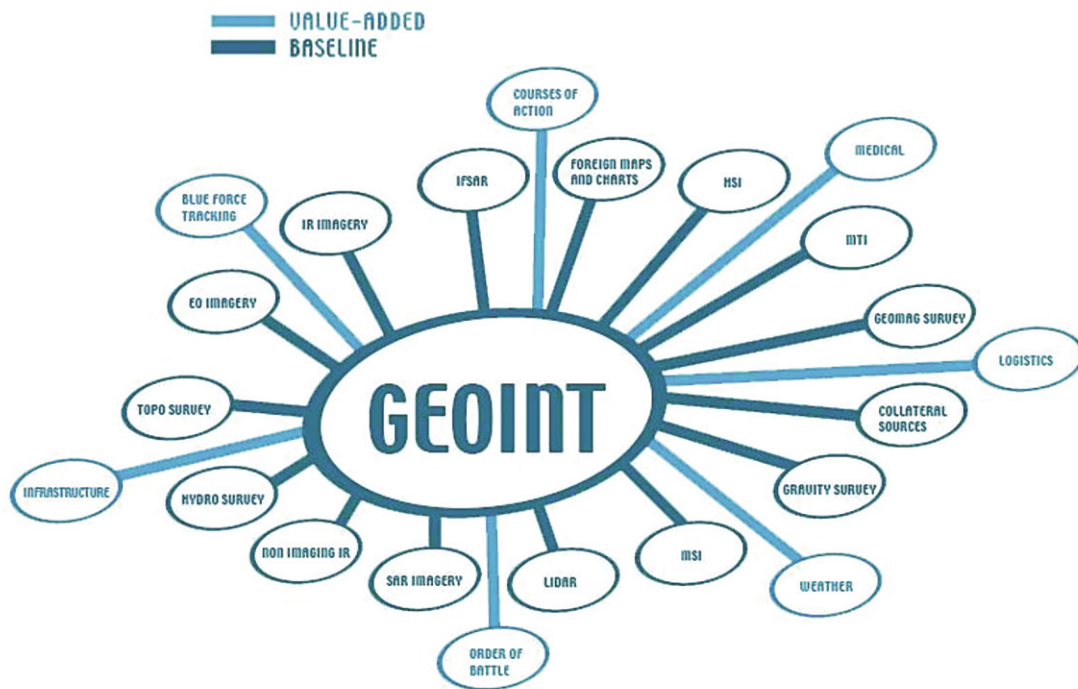 VALUE-ADDED
BASELINE
COURSES OF
ACTION
MEDICAL
FOREIGN MAPS
AND CHARTS
IFSAR
HSI
BLUE FORCE
TRACKING
IR IMAGERY
MTI
EO IMAGERY
GEOMAG SURVEY
LOGISTICS
GEOINT
TOPO SURVEY
COLLATERAL
SOURCES
INFRASTRUCTURE
HYDRO SURVEY
GRAVITY SURVEY
NON IMAGING IR
MSI
SAR IMAGERY
LIDAR
WEATHER
ORDER OF
BATTLE